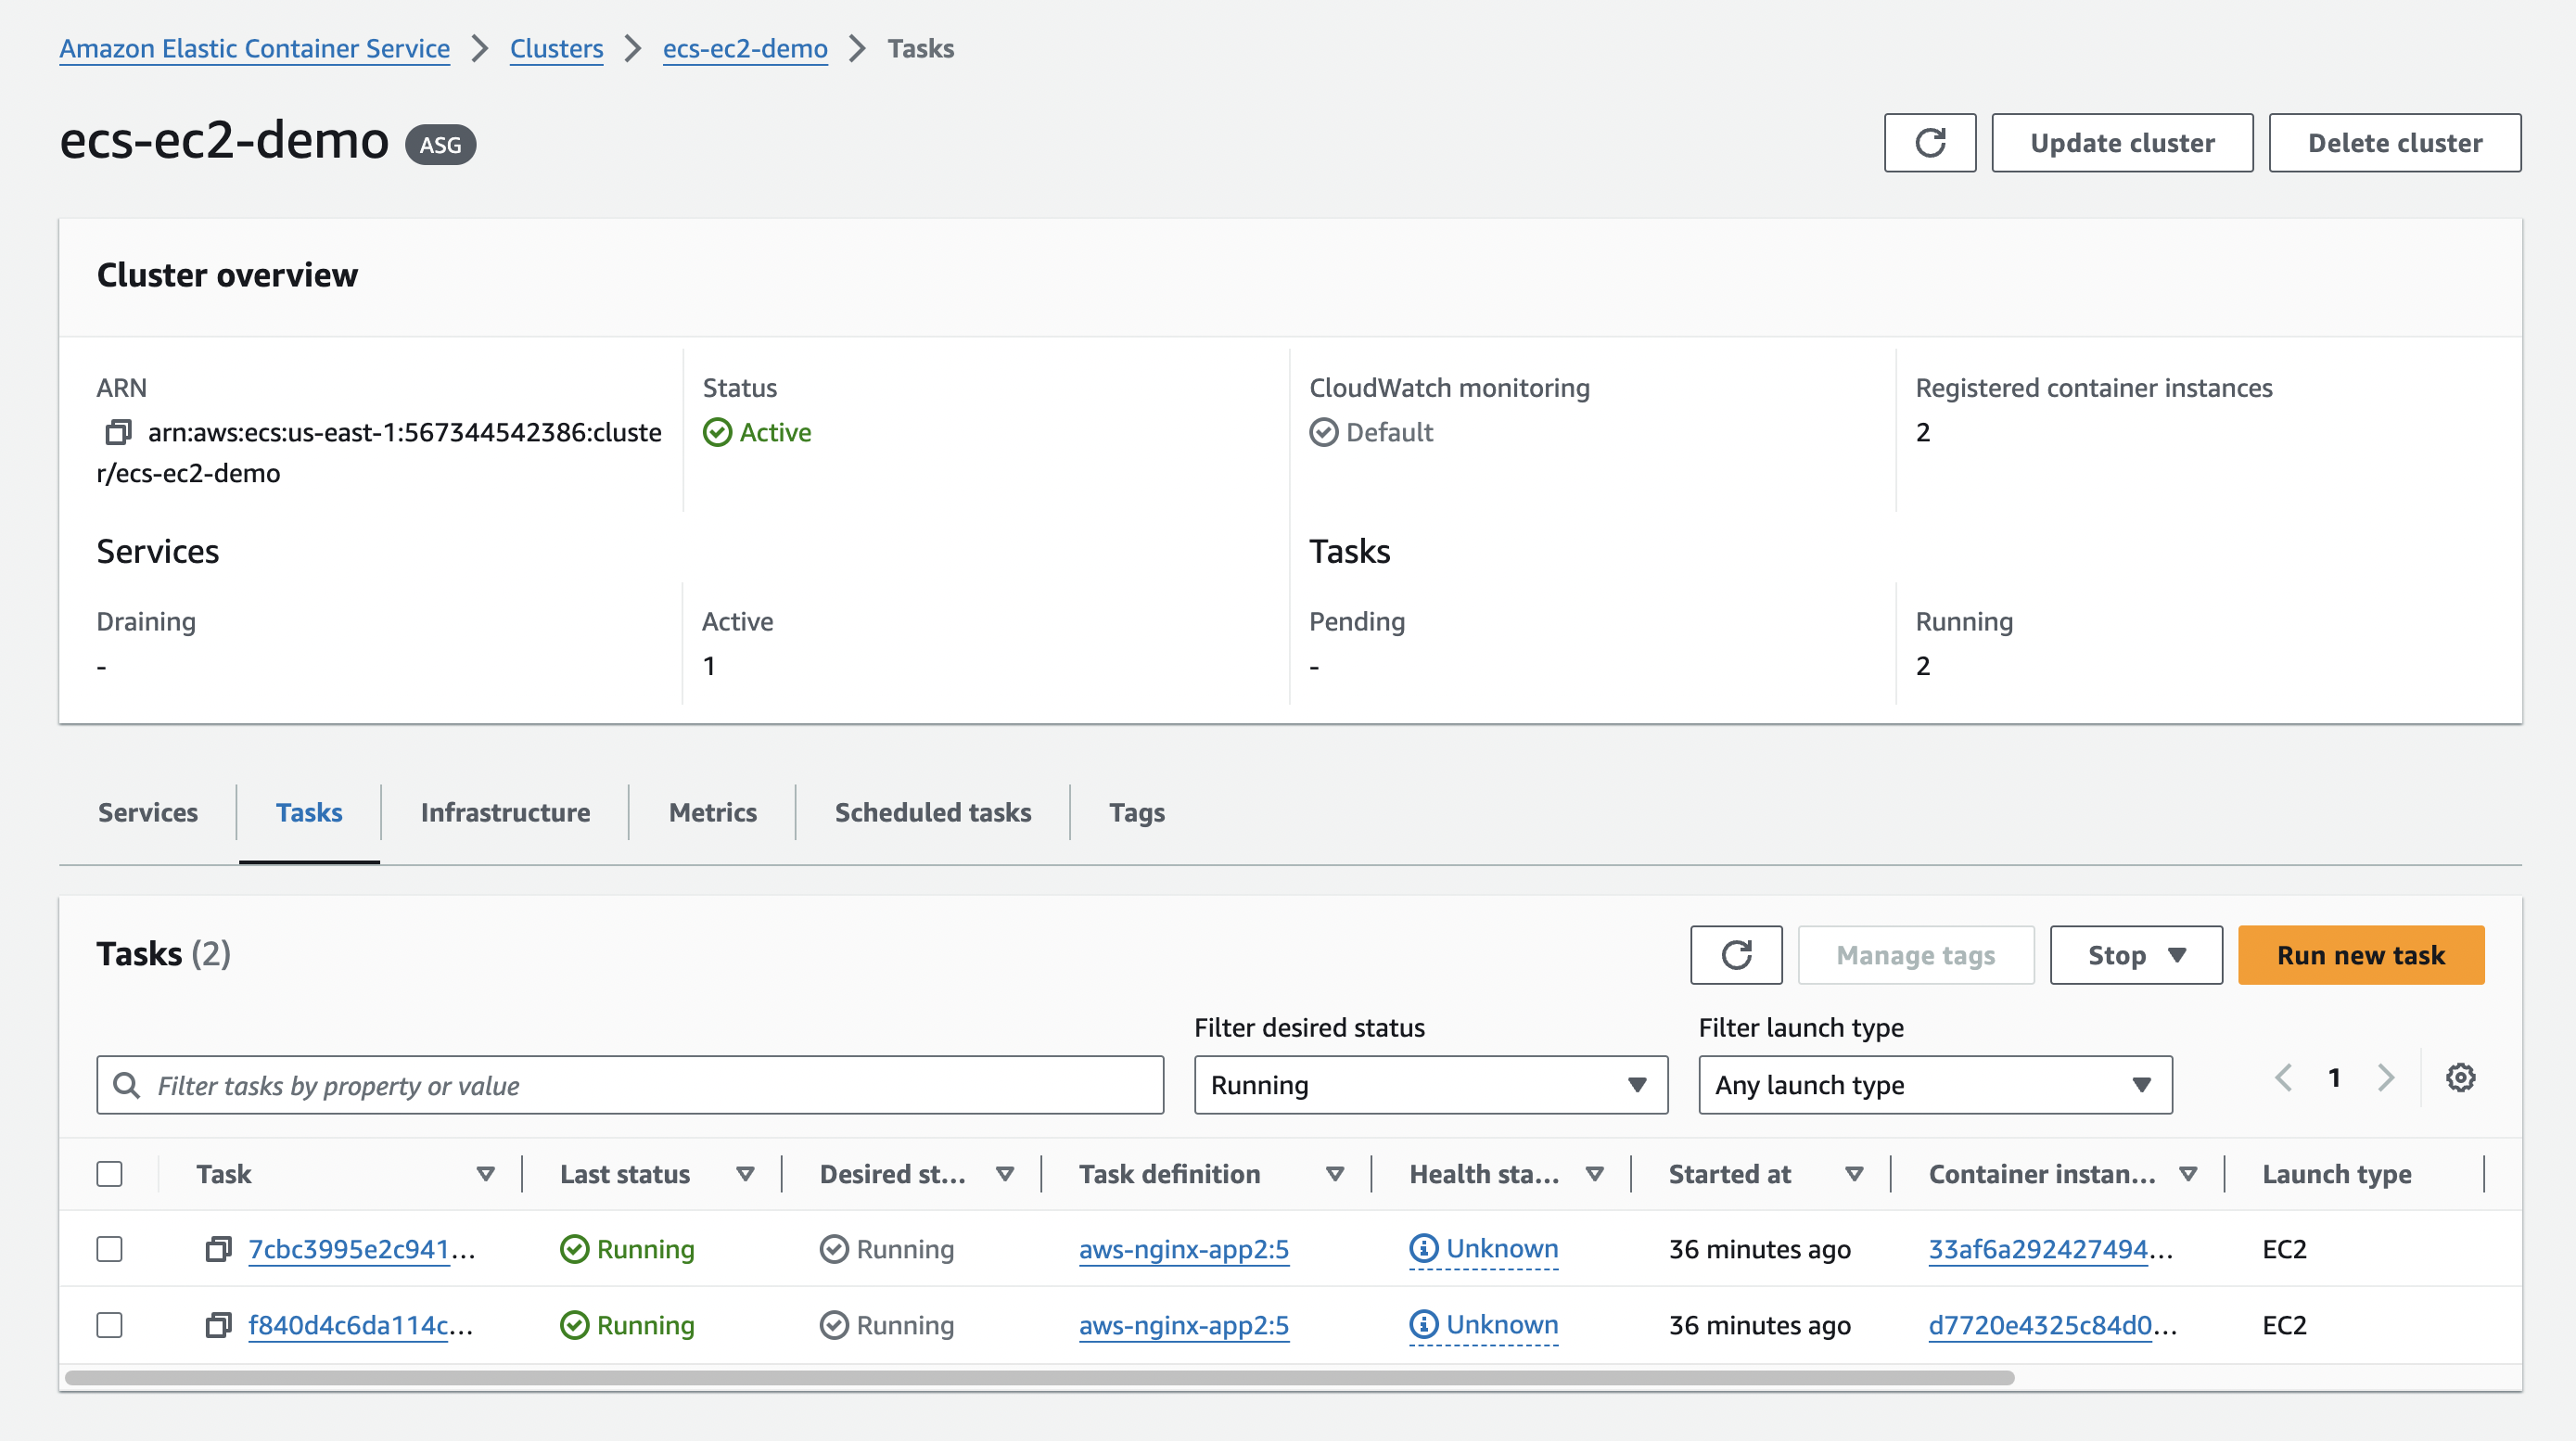 Amazon Elastic Container Service > Clusters > ecs-ec2-demo > Tasks
ecs-ec2-demo ASG
Update cluster
Delete cluster
Cluster overview
ARN
arn:aws:ecs:us-east-1:567344542386:cluste
r/ecs-ec2-demo
Status
Active
CloudWatch monitoring
Default
Registered container instances
2
Services
Draining
-
Active
1
Tasks
Pending
-
Running
2
Services Tasks Infrastructure Metrics Scheduled tasks Tags
Tasks (2)
Manage tags
Stop
Run new task
Filter tasks by property or value
Filter desired status
Running
Filter launch type
Any launch type
1
Task Last status Desired st... Task definition Health sta... Started at Container instan... Launch type
7cbc3995e2c941... Running Running aws-nginx-app2:5 Unknown 36 minutes ago 33af6a292427494... EC2
f840d4c6da114c... Running Running aws-nginx-app2:5 Unknown 36 minutes ago d7720e4325c84d0... EC2